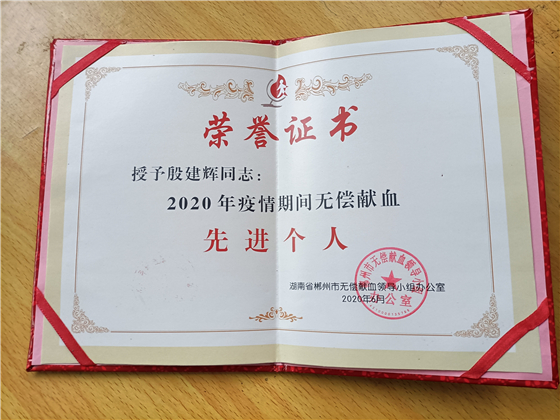 荣誉证书
授予殷建辉同志：
2020年疫情期间无偿献血
先进个人
湖南省郴州市无偿献血领导小组办公室
2020年6月